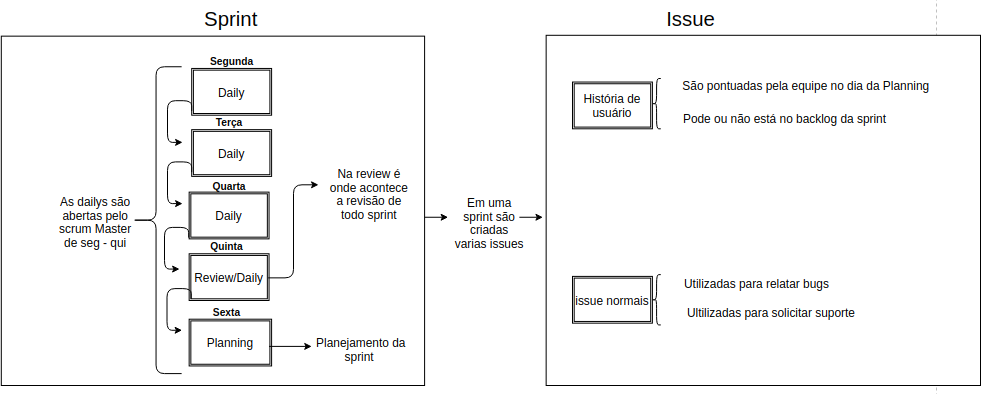 Sprint
Segunda
Daily
Terça
Daily
Quarta
Daily
Quinta
Review/Daily
Sexta
Planning
As dailys são
abertas pelo
scrum Master
de seg - qui
Na review é
onde acontece
a revisão de
todo sprint
Planejamento da
sprint
Em uma
sprint são
criadas
varias issues
Issue
História de
usuário
São pontuadas pela equipe no dia da Planning
Pode ou não está no backlog da sprint
issue normais
Utilizadas para relatar bugs
Ultilizadas para solicitar suporte